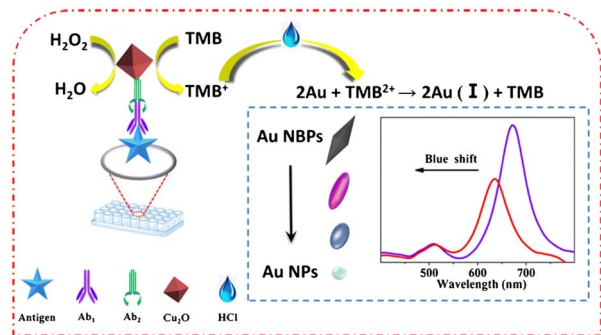 H₂O₂
TMB
H₂O
TMB⁺
2Au + TMB²⁺ → 2Au (I) + TMB
Au NBPs
Au NPs
Blue shift
500
600
700
Wavelength (nm)
Antigen
Ab₁
Ab₂
Cu₂O
HCl